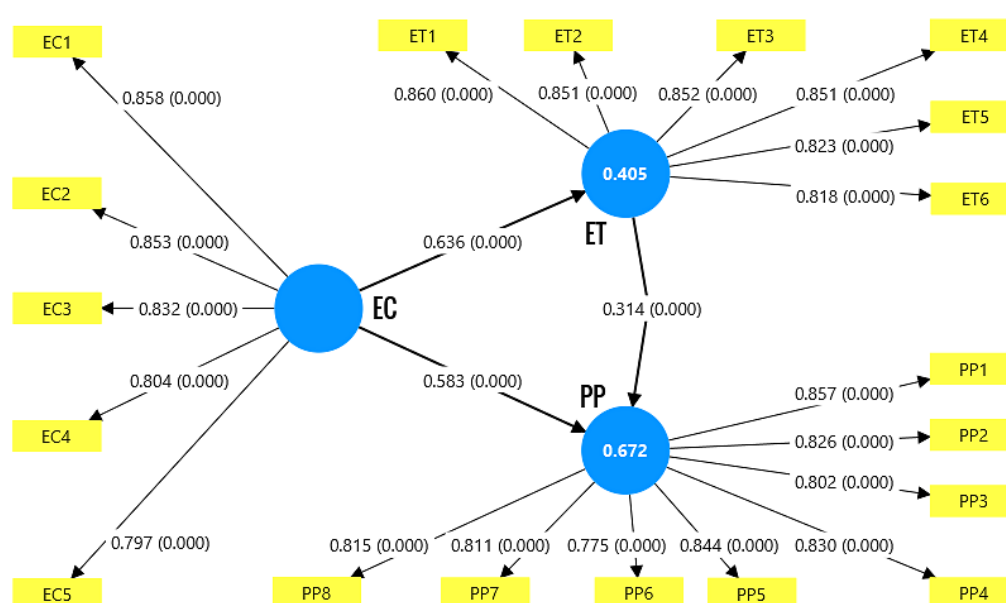 EC1
ET1
ET2
ET3
ET4
0.858 (0.000)
0.860 (0.000)
0.851 (0.000)
0.852 (0.000)
0.851 (0.000)
ET5
0.823 (0.000)
0.405
EC2
0.818 (0.000)
ET6
ET
0.853 (0.000)
0.636 (0.000)
EC3
0.832 (0.000)
EC
0.314 (0.000)
0.804 (0.000)
0.583 (0.000)
PP
PP1
0.857 (0.000)
EC4
0.826 (0.000)
PP2
0.672
0.802 (0.000)
PP3
0.797 (0.000)
0.815 (0.000)
0.811 (0.000)
0.775 (0.000)
0.844 (0.000)
0.830 (0.000)
EC5
PP8
PP7
PP6
PP5
PP4